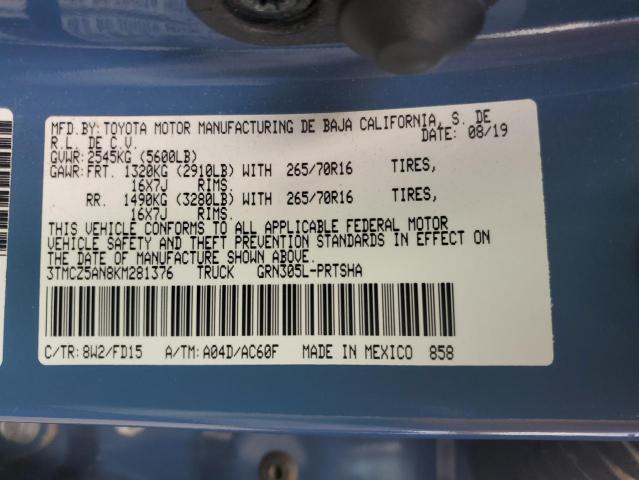 MFD.BY:TOYOTA MOTOR MANUFACTURING DE BAJA CALIFORNIA, S. DE
R.L. DE C.V. DATE: 08/19
GVWR:2545KG (5600LB)
GAWR:FRT. 1320KG (2910LB) WITH 265/70R16 TIRES,
16X7J RIMS.
RR. 1490KG (3280LB) WITH 265/70R16 TIRES,
16X7J RIMS.
THIS VEHICLE CONFORMS TO ALL APPLICABLE FEDERAL MOTOR
VEHICLE SAFETY AND THEFT PREVENTION STANDARDS IN EFFECT ON
THE DATE OF MANUFACTURE SHOWN ABOVE.
3TMCZ5AN8KM281376 TRUCK GRN305L-PRTSHA
C/TR:8W2/FD15 A/TM:A04D/AC60F MADE IN MEXICO 858